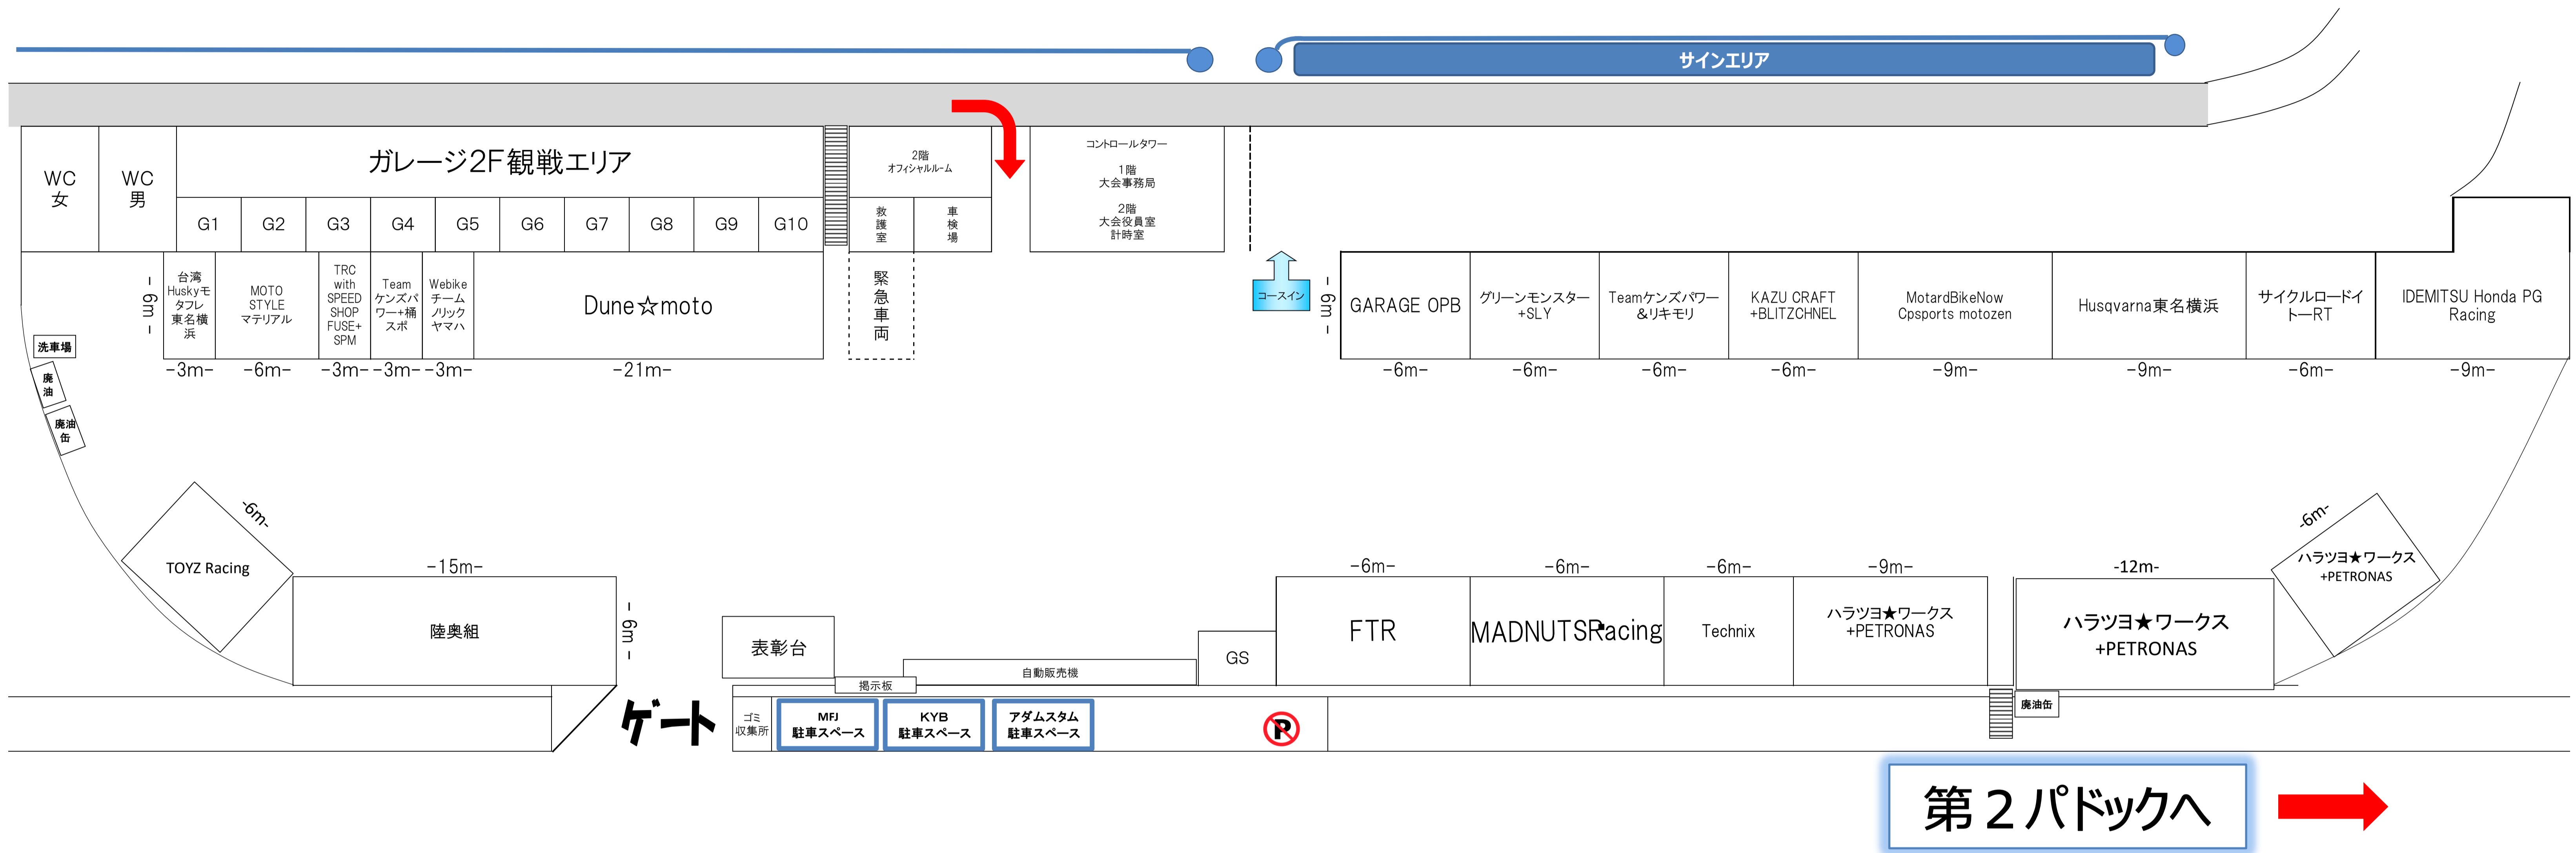 サインエリア
WC
女
WC
男
ガレージ2F観戦エリア
G1
G2
G3
G4
G5
G6
G7
G8
G9
G10
2階
オフィシャルルーム
救護室
車検場
緊急車両
コントロールタワー
1階
大会事務局
2階
大会役員室
計時室
コースイン
-6m-
台湾
Huskyモ
タフレ
東名横
浜
-3m-
MOTO
STYLE
マテリアル
-6m-
TRC
with
SPEED
SHOP
FUSE+
SPM
-3m-
Team
ケンズパ
ワー+桶
スポ
-3m-
Webike
チーム
ノリック
ヤマハ
-3m-
Dune☆moto
-21m-
-6m-
GARAGE OPB
-6m-
グリーンモンスター
+SLY
-6m-
Teamケンズパワー
&リキモリ
-6m-
KAZU CRAFT
+BLITZCHNEL
-6m-
MotardBikeNow
Cpsports motozen
-9m-
Husqvarna東名横浜
-9m-
サイクルロードイ
トーRT
-6m-
IDEMITSU Honda PG
Racing
-9m-
洗車場
廃
油
廃油
缶
TOYZ Racing
-6m-
-15m-
陸奥組
-6m-
表彰台
掲示板
自動販売機
GS
-6m-
FTR
-6m-
MADNUTSRacing
-6m-
Technix
-9m-
ハラツヨ★ワークス
+PETRONAS
-12m-
ハラツヨ★ワークス
+PETRONAS
-6m-
ハラツヨ★ワークス
+PETRONAS
ゲート
ゴミ
収集所
MFJ
駐車スペース
KYB
駐車スペース
アダムスタム
駐車スペース
P
廃油缶
第2パドックへ